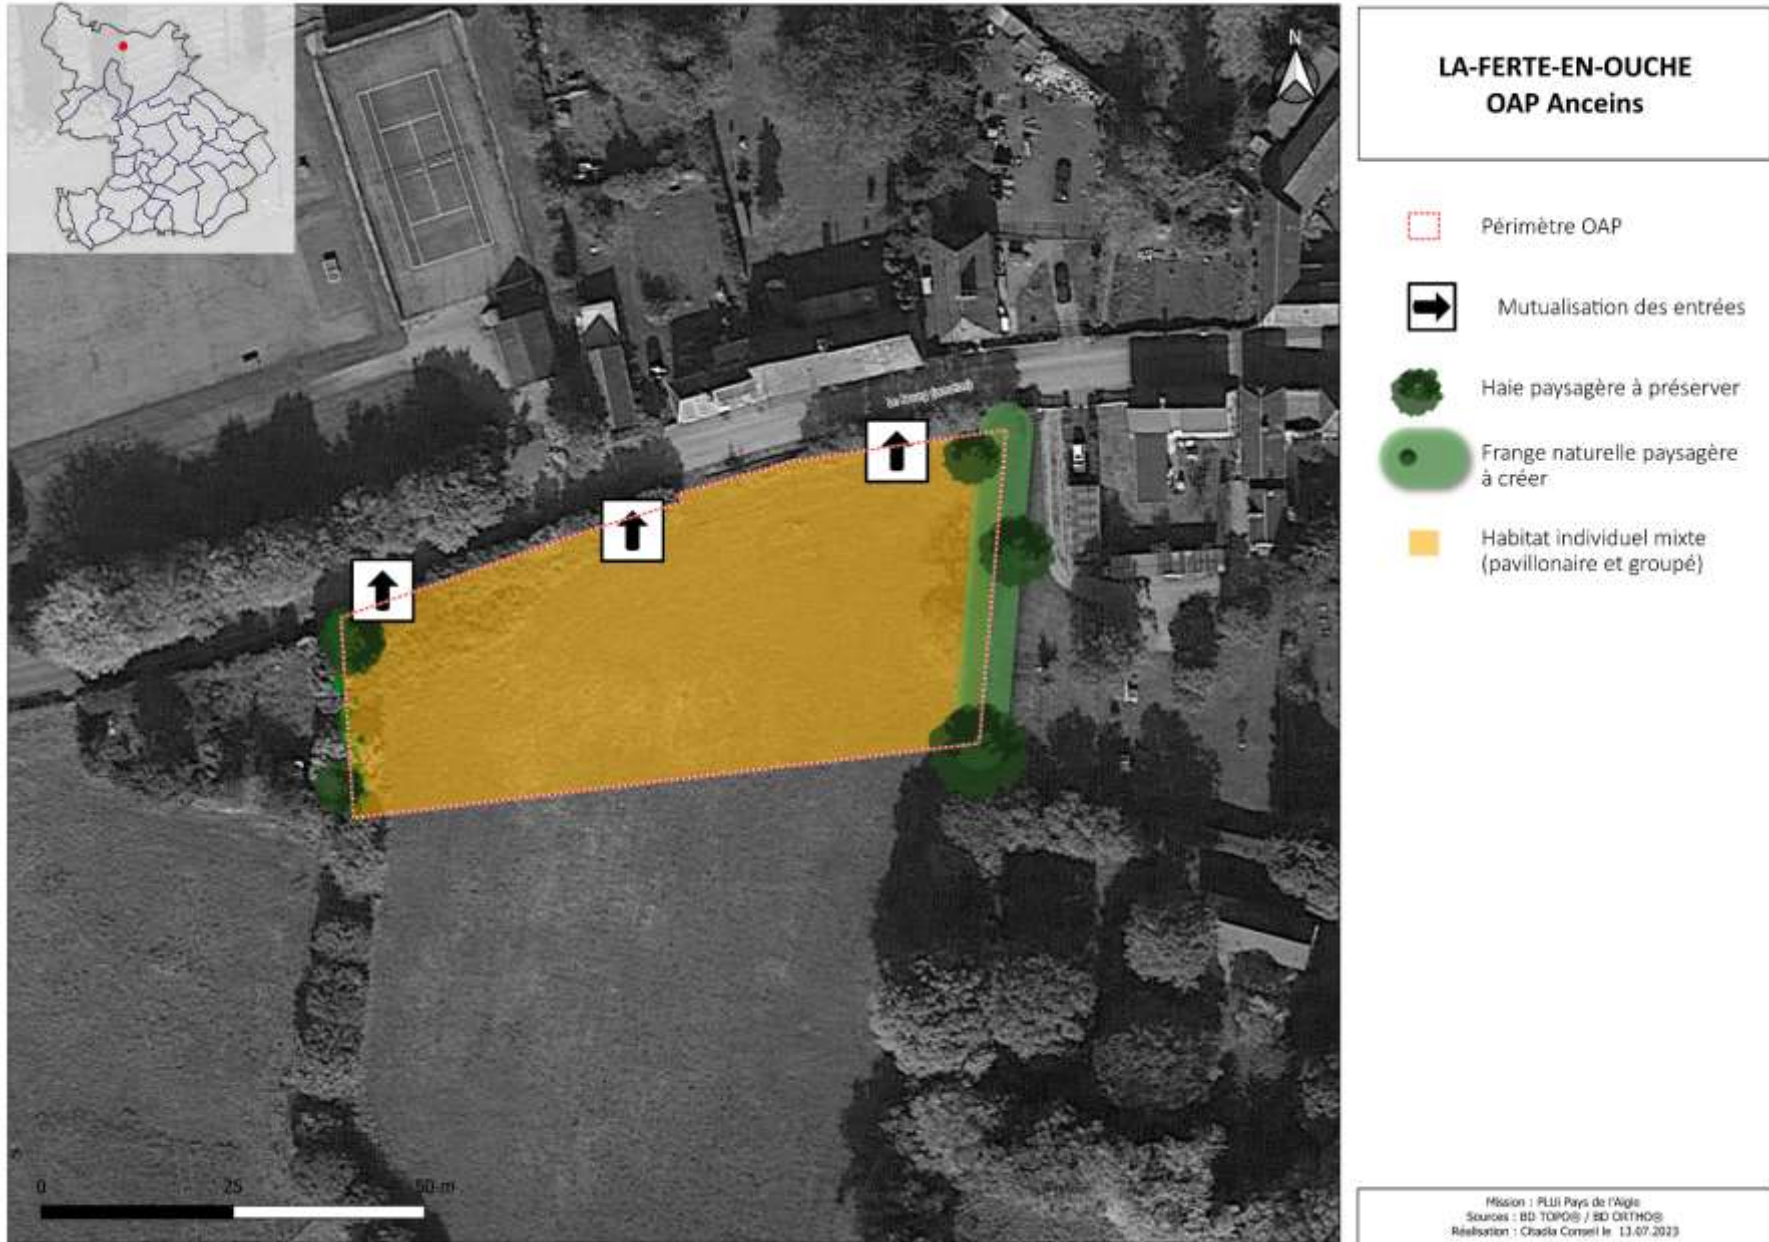 LA-FERTE-EN-OUCHE
OAP Anceins
N
Périmètre OAP
Mutualisation des entrées
Haie paysagère à préserver
Frange naturelle paysagère
à créer
Habitat individuel mixte
(pavillonaire et groupé)
0 25 50 m
Mission : PLUi Pays de l'Aigle
Sources : BD TOPO® / BD ORTHO®
Réalisation : Citadia Conseil le 13.07.2023